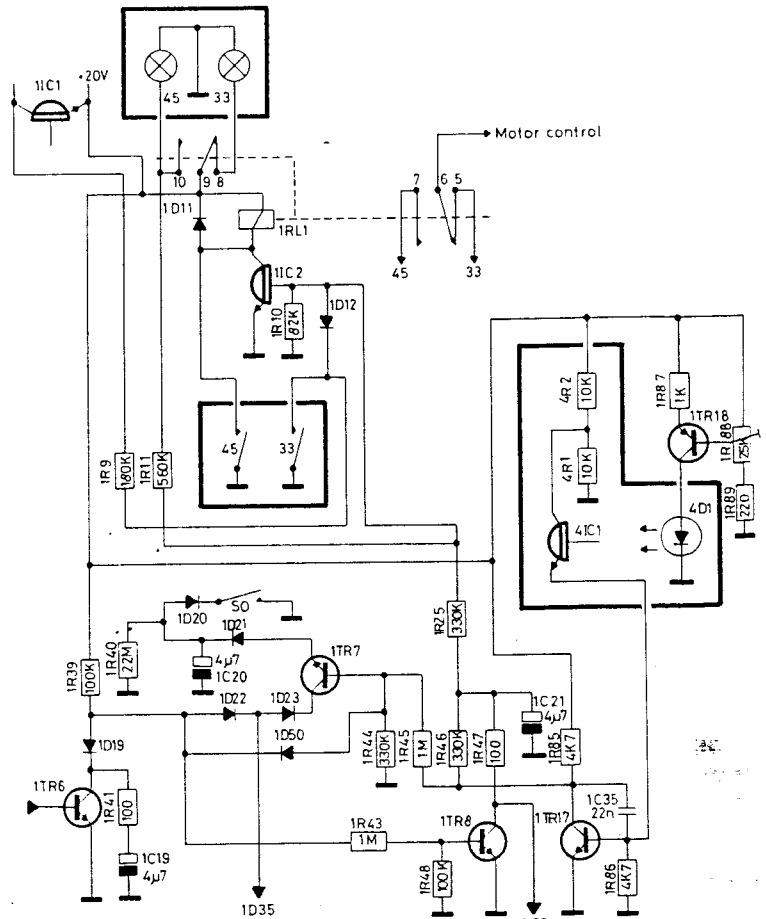 +20V
1IC1
45
33
Motor control
10
9
8
7
6
5
1D11
1RL1
45
33
1IC2
1D12
1R10
82K
4R2
10K
1R87
1K
1TR18
1R88
25K
45
33
1R9
180K
1R11
560K
4R1
10K
1R89
220
4D1
4IC1
1D20
SO
1D21
1R25
330K
1R40
22M
4µ7
1C20
1TR7
1R39
100K
1D22
1D23
1C21
4µ7
1D50
1R44
330K
1R45
1M
1R46
330K
1R47
100
1R85
4K7
1D19
1TR6
1R41
100
1C35
22n
1R43
1M
1TR8
1TR17
1C19
4µ7
1R48
100K
1R86
4K7
1D35